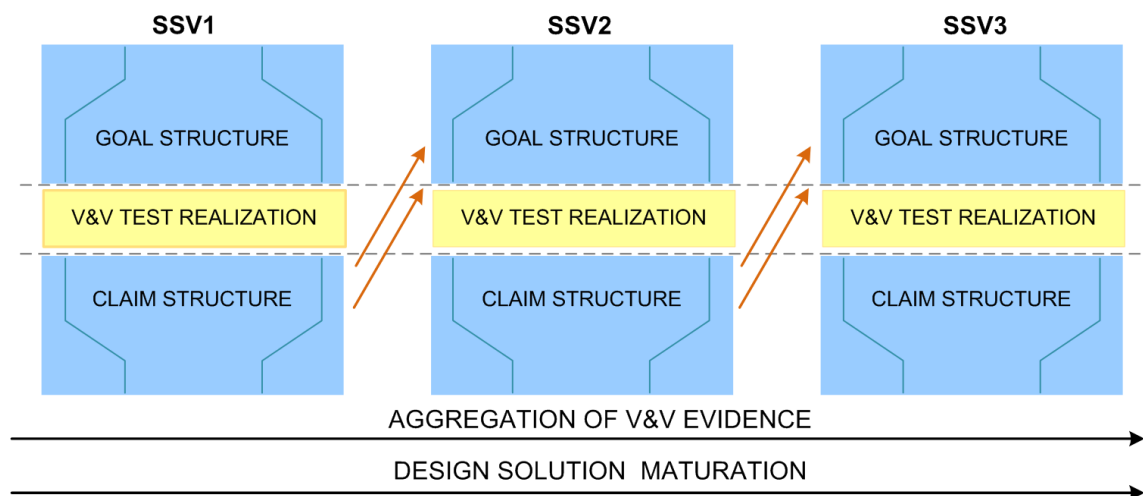 SSV1 SSV2 SSV3
GOAL STRUCTURE GOAL STRUCTURE GOAL STRUCTURE
V&V TEST REALIZATION V&V TEST REALIZATION V&V TEST REALIZATION
CLAIM STRUCTURE CLAIM STRUCTURE CLAIM STRUCTURE
AGGREGATION OF V&V EVIDENCE
DESIGN SOLUTION MATURATION